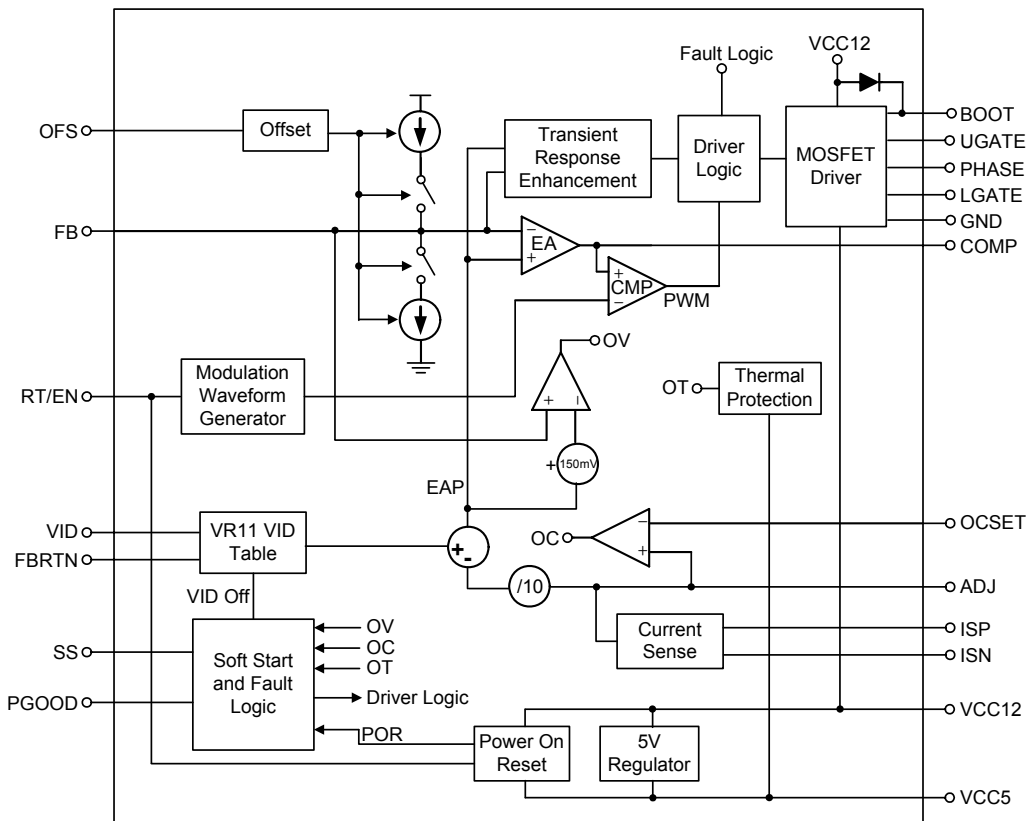 VCC12
Fault Logic
OFS
Offset
Transient
Response
Enhancement
Driver
Logic
MOSFET
Driver
BOOT
UGATE
PHASE
LGATE
GND
FB
−
EA
+
COMP
+
CMP
−
PWM
OV
RT/EN
Modulation
Waveform
Generator
+
−
OT
Thermal
Protection
+
150mV
EAP
VID
FBRTN
VR11 VID
Table
+
-
OC
−
+
OCSET
/10
ADJ
VID Off
SS
PGOOD
Soft Start
and Fault
Logic
OV
OC
OT
Driver Logic
POR
Current
Sense
ISP
ISN
Power On
Reset
5V
Regulator
VCC12
VCC5